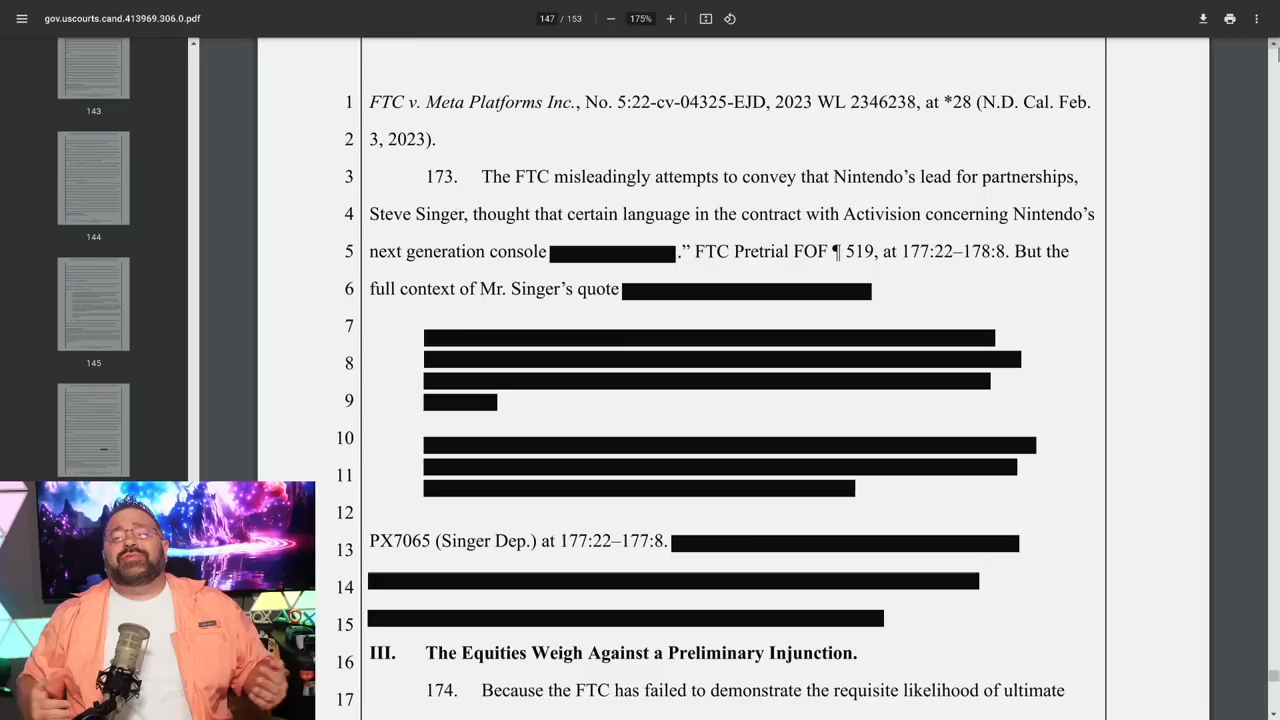 gov.uscourts.cand.413969.306.0.pdf
147 / 153
175%
143
144
145
1 FTC v. Meta Platforms Inc., No. 5:22-cv-04325-EJD, 2023 WL 2346238, at *28 (N.D. Cal. Feb.
2 3, 2023).
3 173. The FTC misleadingly attempts to convey that Nintendo’s lead for partnerships,
4 Steve Singer, thought that certain language in the contract with Activision concerning Nintendo’s
5 next generation console .” FTC Pretrial FOF ¶ 519, at 177:22–178:8. But the
6 full context of Mr. Singer’s quote
7
8
9
10
11
12
13 PX7065 (Singer Dep.) at 177:22–177:8.
14
15
16 III. The Equities Weigh Against a Preliminary Injunction.
17 174. Because the FTC has failed to demonstrate the requisite likelihood of ultimate